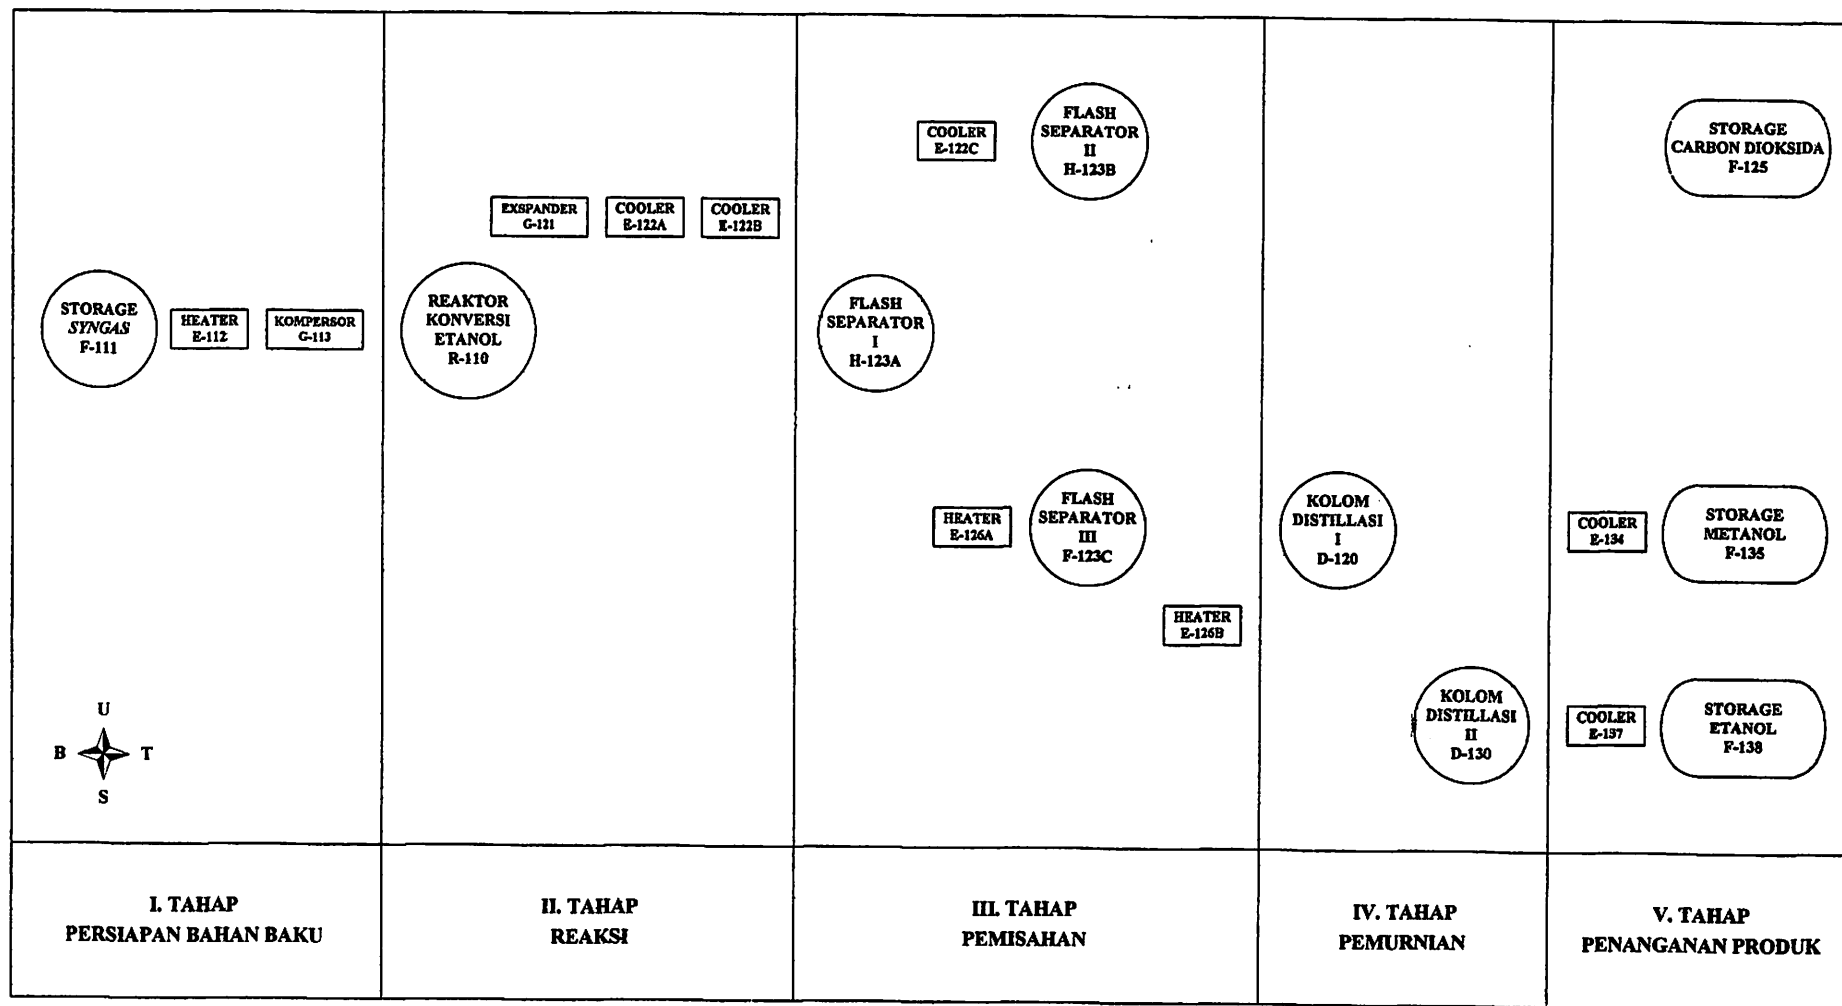 STORAGE
SYNGAS
F-111
HEATER
E-112
KOMPERSOR
G-113
U
B
T
S
I. TAHAP
PERSIAPAN BAHAN BAKU
EXSPANDER
G-121
COOLER
E-122A
COOLER
E-122B
REAKTOR
KONVERSI
ETANOL
R-110
II. TAHAP
REAKSI
COOLER
E-122C
FLASH
SEPARATOR
II
H-123B
FLASH
SEPARATOR
I
H-123A
HEATER
E-126A
FLASH
SEPARATOR
III
F-123C
HEATER
E-126B
III. TAHAP
PEMISAHAN
KOLOM
DISTILLASI
I
D-120
KOLOM
DISTILLASI
II
D-130
IV. TAHAP
PEMURNIAN
STORAGE
CARBON DIOKSIDA
F-125
COOLER
E-134
STORAGE
METANOL
F-135
COOLER
E-137
STORAGE
ETANOL
F-138
V. TAHAP
PENANGANAN PRODUK